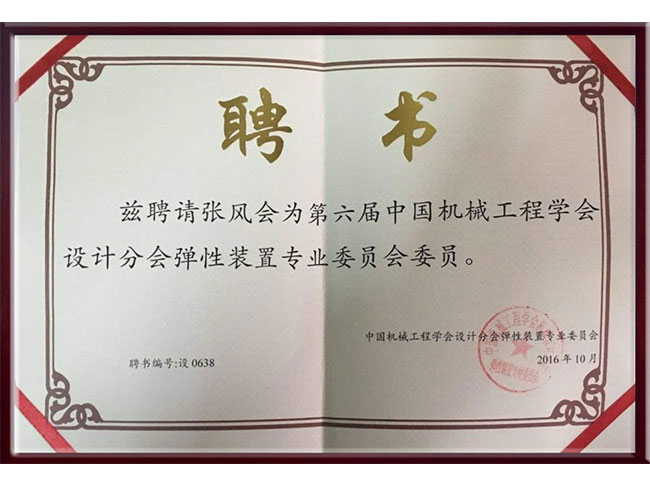 聘书
兹聘请张风会为第六届中国机械工程学会
设计分会弹性装置专业委员会委员。
中国机械工程学会设计分会弹性装置专业委员会
聘书编号:设0638
2016年10月